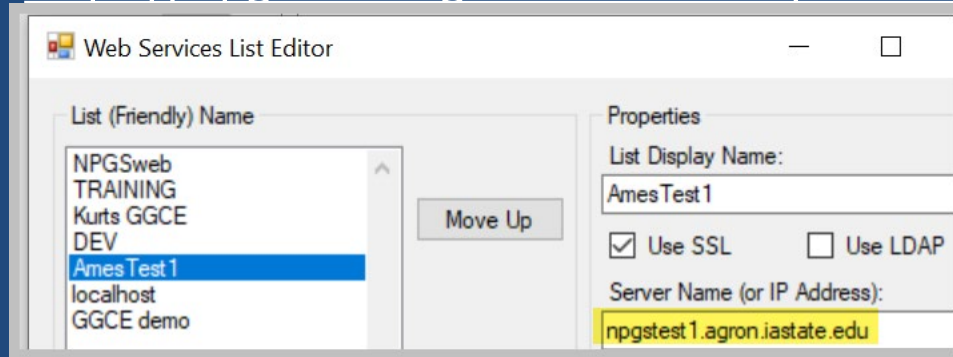 Web Services List Editor
List (Friendly) Name
NPGSweb
TRAINING
Kurts GGCE
DEV
AmesTest1
localhost
GGCE demo
Move Up
Properties
List Display Name:
AmesTest1
Use SSL
Use LDAP
Server Name (or IP Address):
npgstest1.agron.iastate.edu